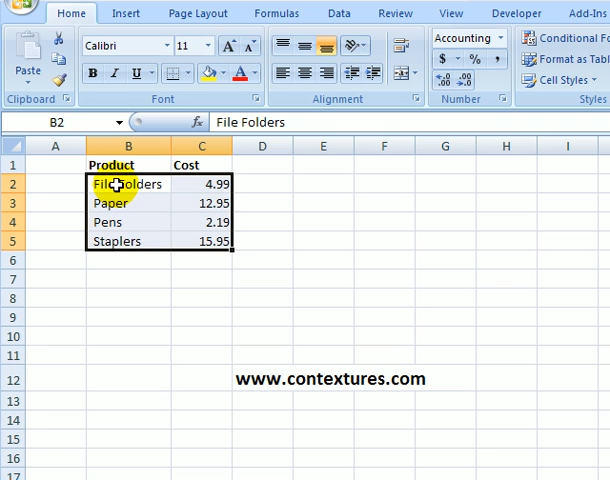 Home Insert Page Layout Formulas Data Review View Developer Add-Ins
Calibri 11 A A Accounting Conditional Fo
Paste B I U A $ % , Format as Tabl
.00 .0 Cell Styles
Clipboard Font Alignment Number Styles
B2 fx File Folders
A B C D E F G H I
1 Product Cost
2 File Folders 4.99
3 Paper 12.95
4 Pens 2.19
5 Staplers 15.95
6
7
8
9
10
11
12 www.contextures.com
13
14
15
16
17